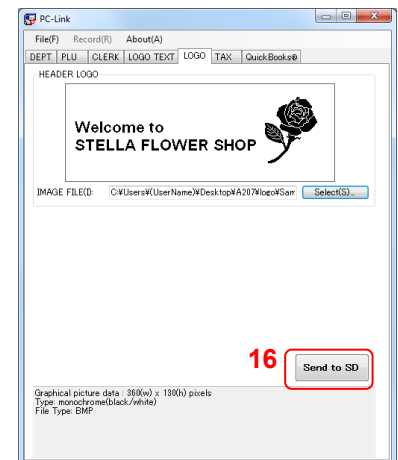 PC-Link
File(F) Record(R) About(A)
DEPT PLU CLERK LOGO TEXT LOGO TAX QuickBooks®
HEADER LOGO
Welcome to
STELLA FLOWER SHOP
IMAGE FILE(I): C:¥Users¥(UserName)¥Desktop¥A207¥logo¥Sam Select(S)...
16
Send to SD
Graphical picture data : 360(w) x 130(h) pixels
Type: monochrome(black/white)
File Type: BMP